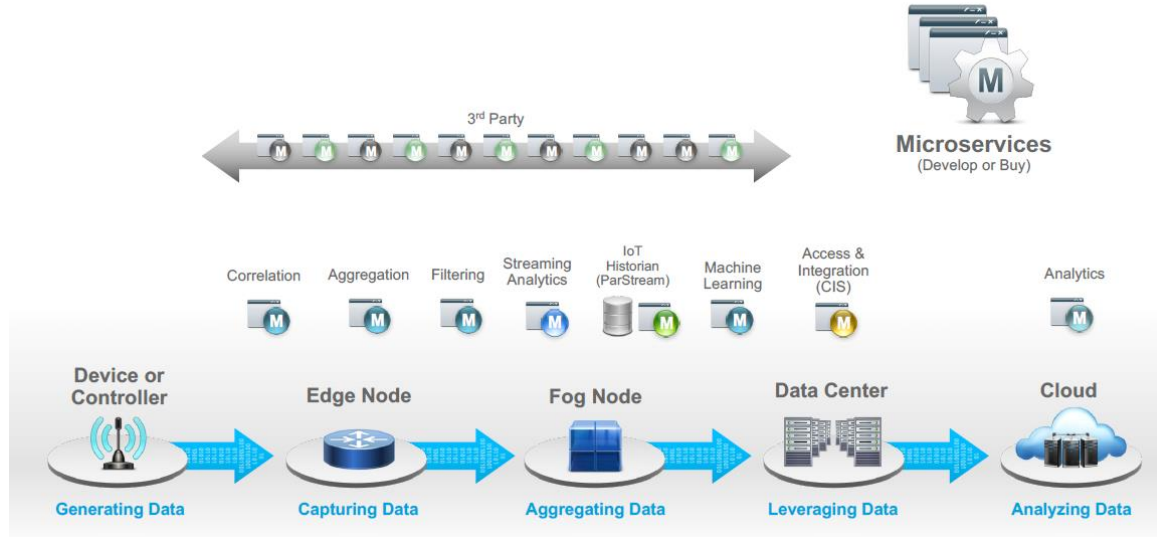 3rd Party
M M M M M M M M M M M
M
Microservices
(Develop or Buy)
Correlation
Aggregation
Filtering
Streaming
Analytics
IoT
Historian
(ParStream)
Machine
Learning
Access &
Integration
(CIS)
Analytics
M M M M M M M M
Device or
Controller
Edge Node
Fog Node
Data Center
Cloud
Generating Data
Capturing Data
Aggregating Data
Leveraging Data
Analyzing Data